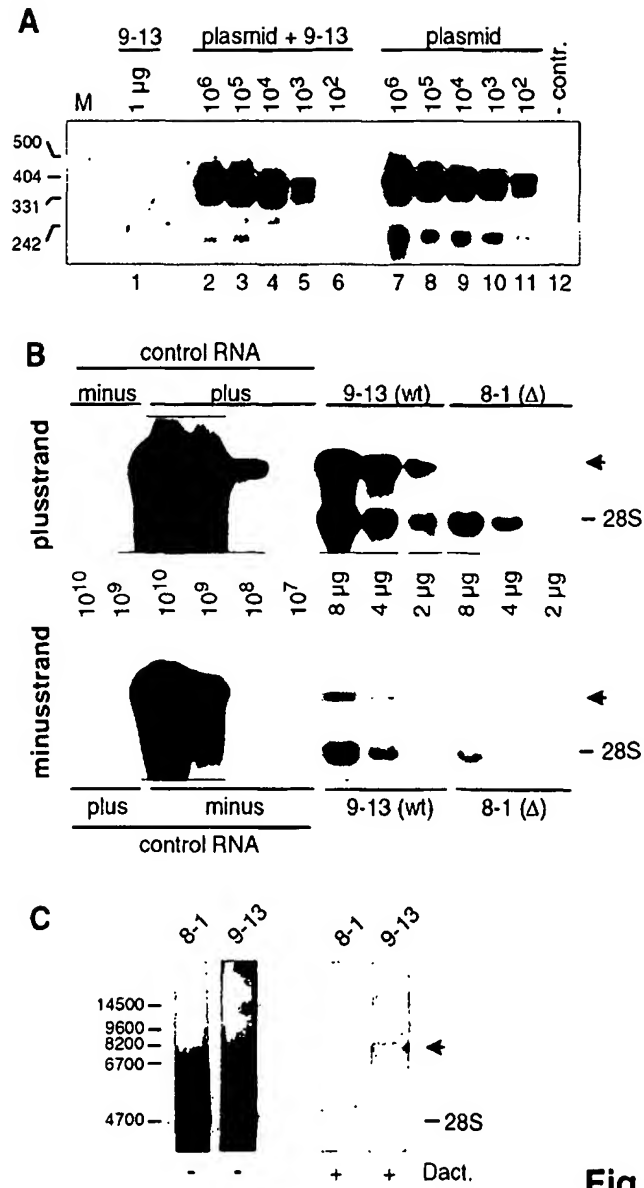 A
9-13 plasmid + 9-13 plasmid
M 1 µg 10⁶ 10⁵ 10⁴ 10³ 10² 10⁶ 10⁵ 10⁴ 10³ 10² - contr.
500
404
331
242
1 2 3 4 5 6 7 8 9 10 11 12
B
control RNA
minus plus 9-13 (wt) 8-1 (Δ)
plusstrand
28S
10¹⁰ 10⁹ 10¹⁰ 10⁹ 10⁸ 10⁷ 8 µg 4 µg 2 µg 8 µg 4 µg 2 µg
minusstrand
28S
plus minus 9-13 (wt) 8-1 (Δ)
control RNA
C
8-1 9-13 8-1 9-13
14500
9600
8200
6700
4700
28S
- - + + Dact.
Fig